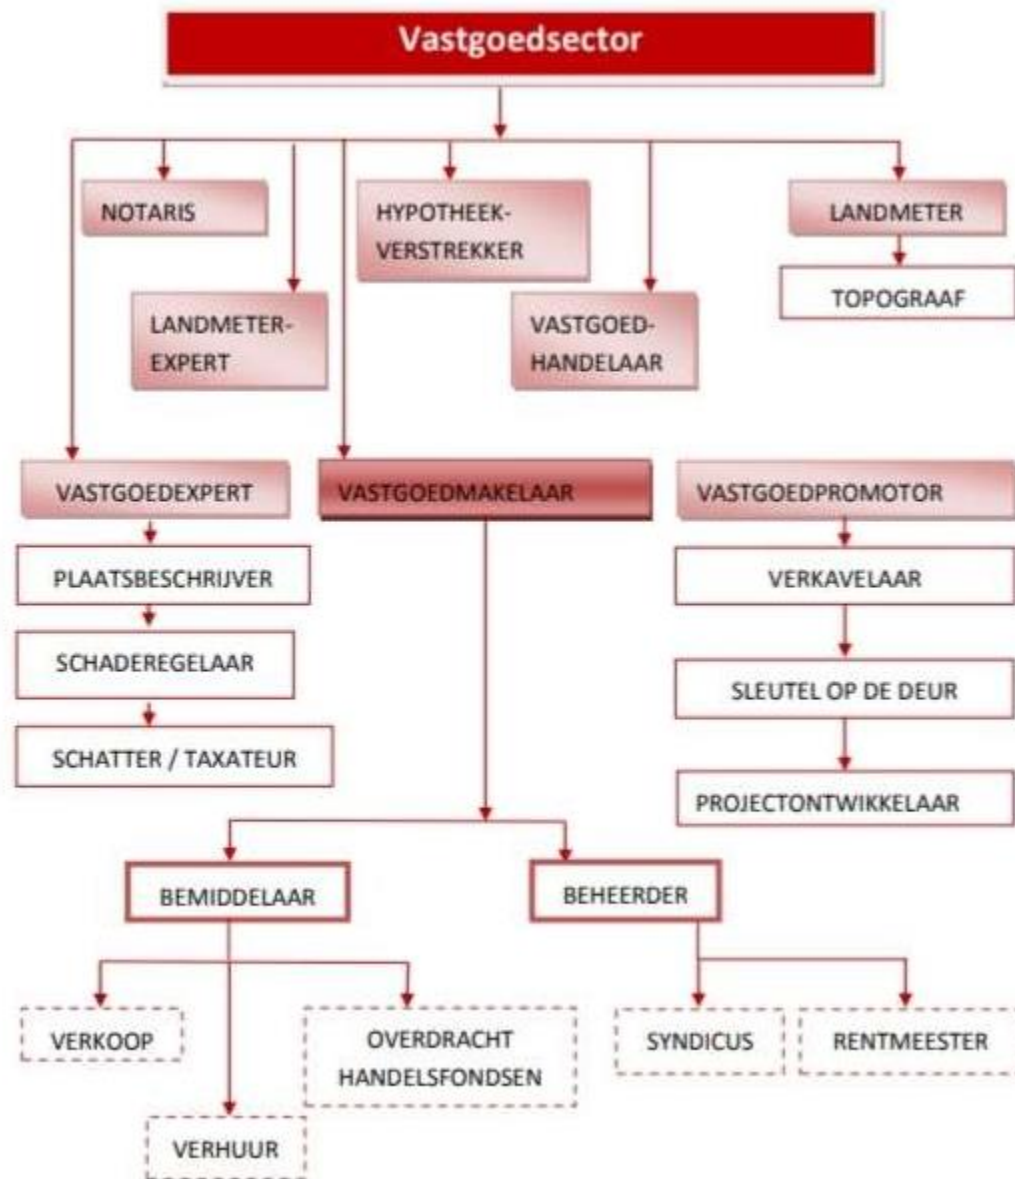 Vastgoedsector
NOTARIS
HYPOTHEEK-
VERSTREKKER
LANDMETER
TOPOGRAAF
LANDMETER-
EXPERT
VASTGOED-
HANDELAAR
VASTGOEDEXPERT
VASTGOEDMAKELAAR
VASTGOEDPROMOTOR
PLAATSBESCHRIJVER
VERKAVELAAR
SCHADEREGELAAR
SLEUTEL OP DE DEUR
SCHATTER / TAXATEUR
PROJECTONTWIKKELAAR
BEMIDDELAAR
BEHEERDER
VERKOOP
OVERDRACHT
HANDELSFONDSEN
SYNDICUS
RENTMEESTER
VERHUUR